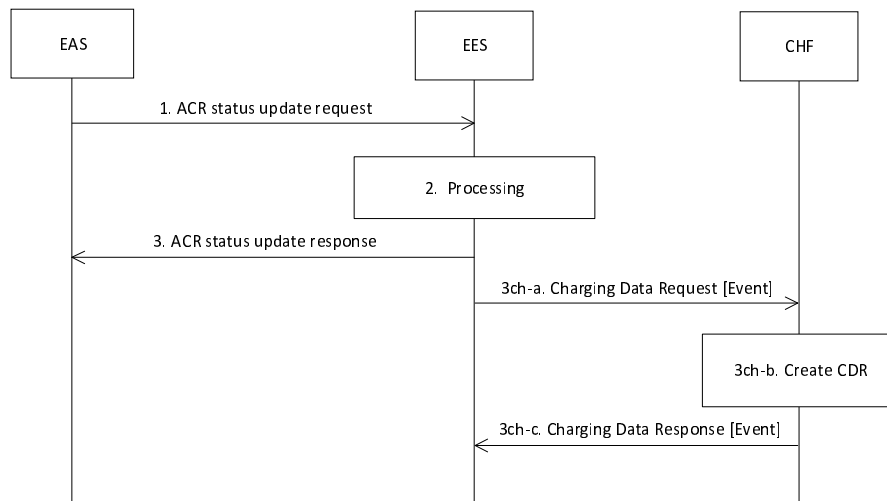 EAS
EES
CHF
1. ACR status update request
2. Processing
3. ACR status update response
3ch-a. Charging Data Request [Event]
3ch-b. Create CDR
3ch-c. Charging Data Response [Event]